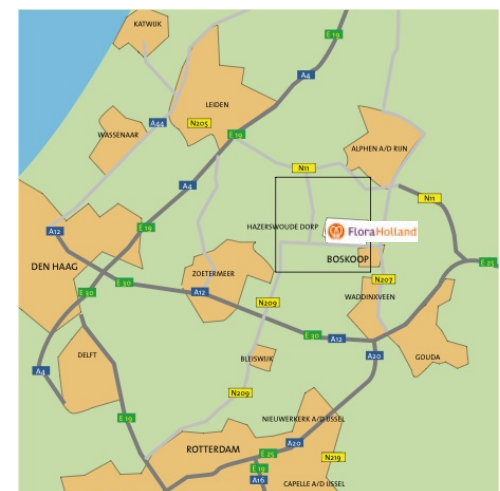 KATWIJK
E 19
A4
LEIDEN
A44
N205
WASSENAAR
E 19
ALPHEN A/D RIJN
N11
A4
N11
HAZERSWOUDE DORP
FloraHolland
A12
E 19
BOSKOOP
DEN HAAG
ZOETERMEER
E 25
E 30
N207
E 30
A12
WADDINXVEEN
N209
E 30
A12
DELFT
BLEISWIJK
A20
GOUDA
A4
N209
E 19
NIEUWERKERK A/D IJSSEL
A20
ROTTERDAM
E 25
N219
E 19
A16
CAPELLE A/D IJSSEL